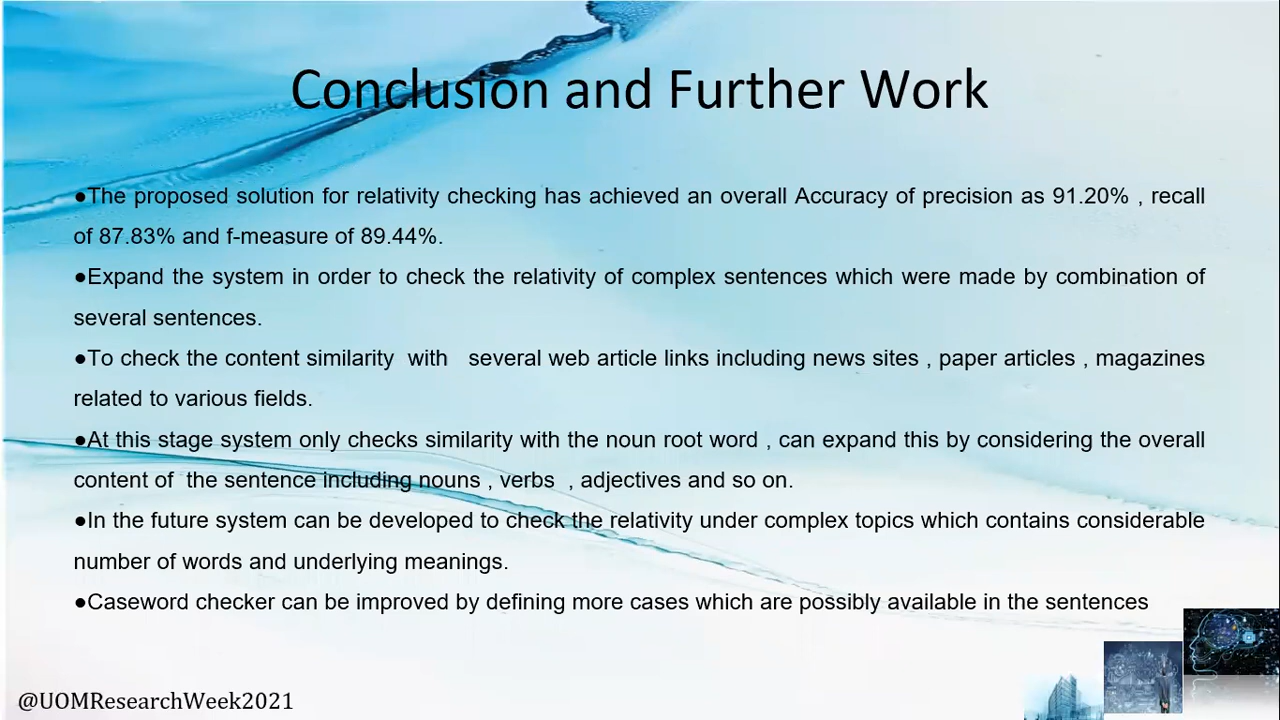 Conclusion and Further Work
●The proposed solution for relativity checking has achieved an overall Accuracy of precision as 91.20% , recall
of 87.83% and f-measure of 89.44%.
●Expand the system in order to check the relativity of complex sentences which were made by combination of
several sentences.
●To check the content similarity with several web article links including news sites , paper articles , magazines
related to various fields.
●At this stage system only checks similarity with the noun root word , can expand this by considering the overall
content of the sentence including nouns , verbs , adjectives and so on.
●In the future system can be developed to check the relativity under complex topics which contains considerable
number of words and underlying meanings.
●Caseword checker can be improved by defining more cases which are possibly available in the sentences
@UOMResearchWeek2021